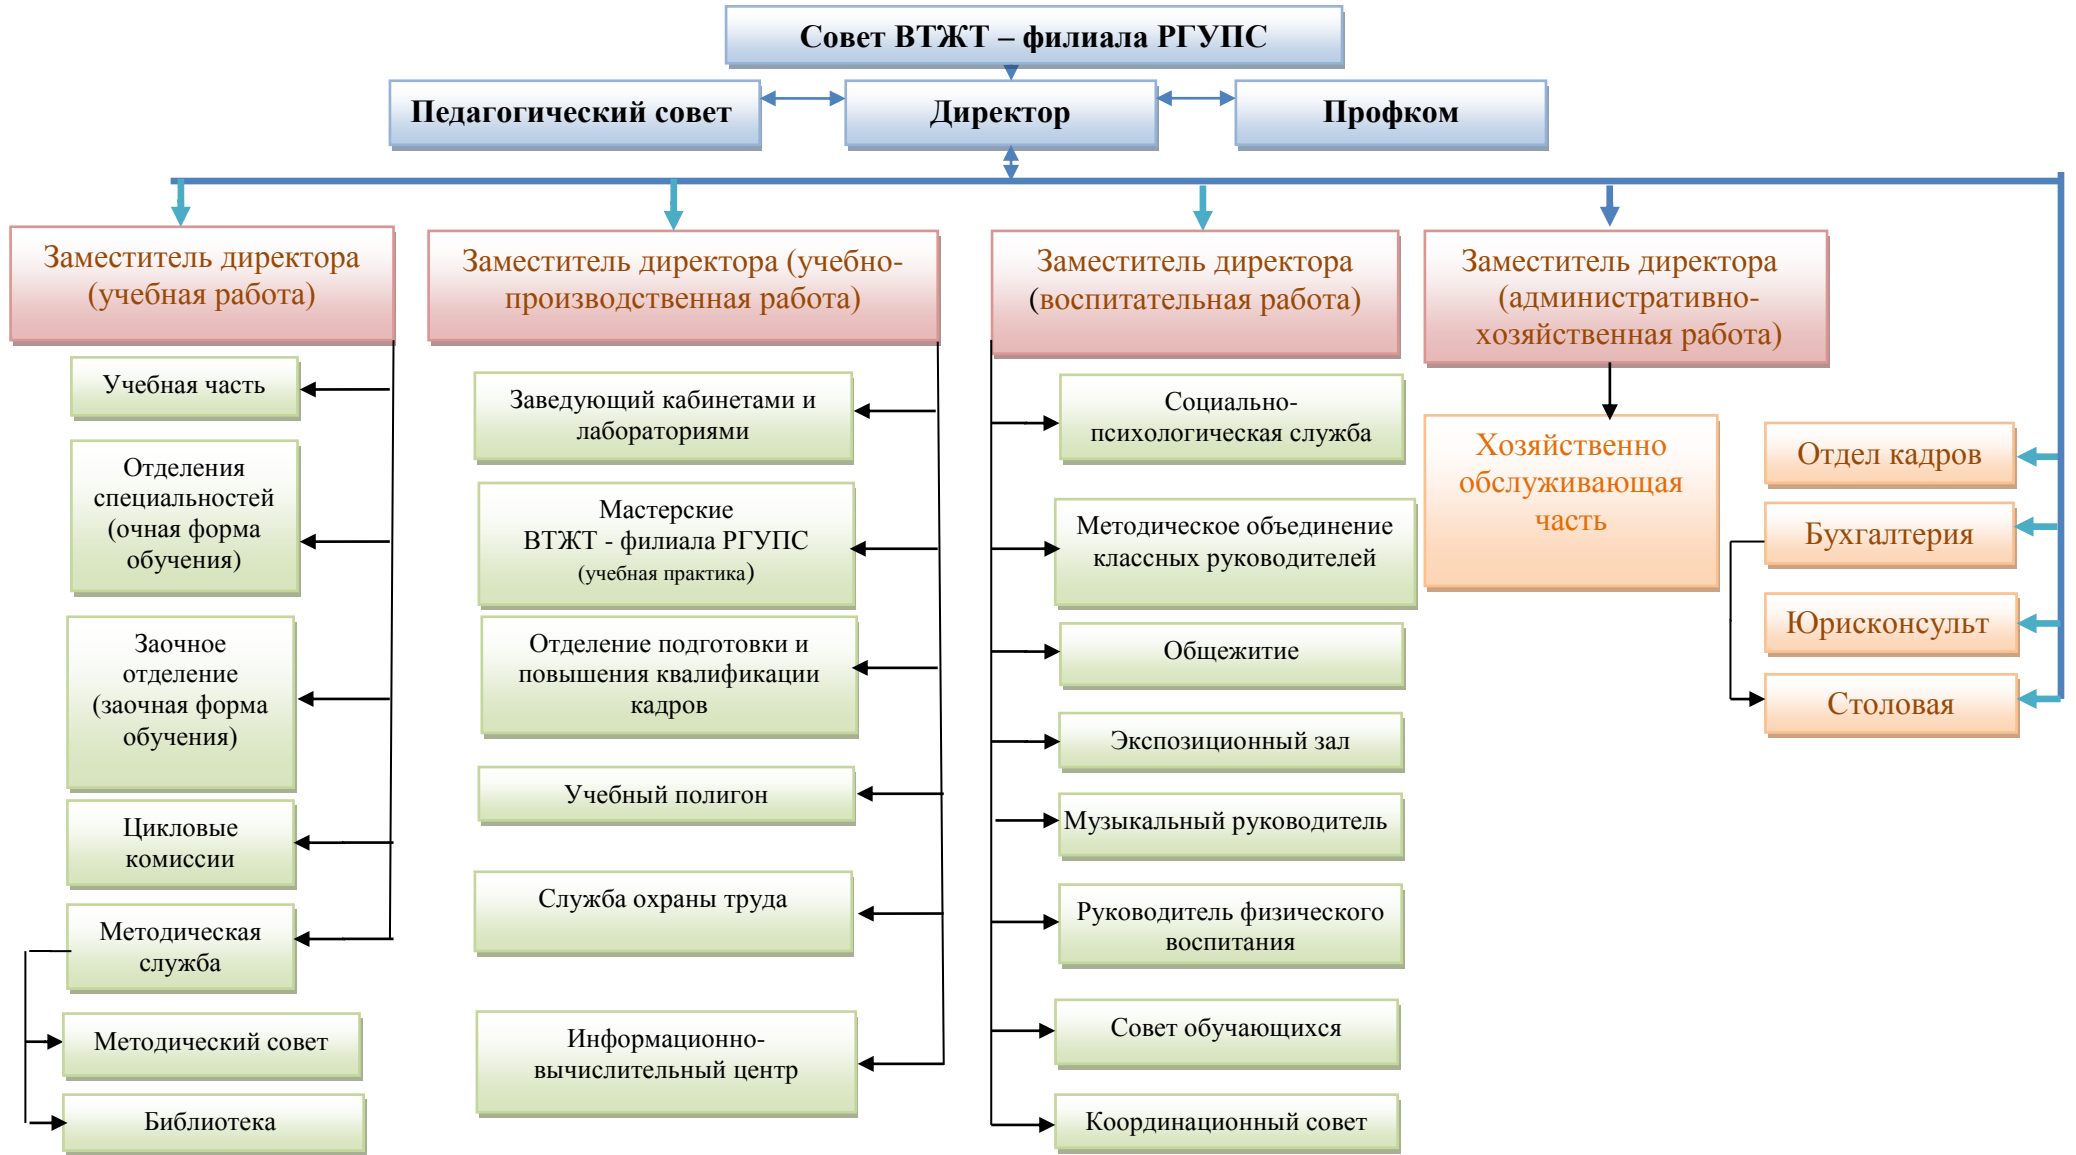 Совет ВТЖТ – филиала РГУПС
Педагогический совет
Директор
Профком
Заместитель директора
(учебная работа)
Учебная часть
Отделения
специальностей
(очная форма
обучения)
Заочное
отделение
(заочная форма
обучения)
Цикловые
комиссии
Методическая
служба
Методический совет
Библиотека
Заместитель директора (учебно-
производственная работа)
Заведующий кабинетами и
лабораториями
Мастерские
ВТЖТ - филиала РГУПС
(учебная практика)
Отделение подготовки и
повышения квалификации
кадров
Учебный полигон
Служба охраны труда
Информационно-
вычислительный центр
Заместитель директора
(воспитательная работа)
Социально-
психологическая служба
Методическое объединение
классных руководителей
Общежитие
Экспозиционный зал
Музыкальный руководитель
Руководитель физического
воспитания
Совет обучающихся
Координационный совет
Заместитель директора
(административно-
хозяйственная работа)
Хозяйственно
обслуживающая
часть
Отдел кадров
Бухгалтерия
Юрисконсульт
Столовая